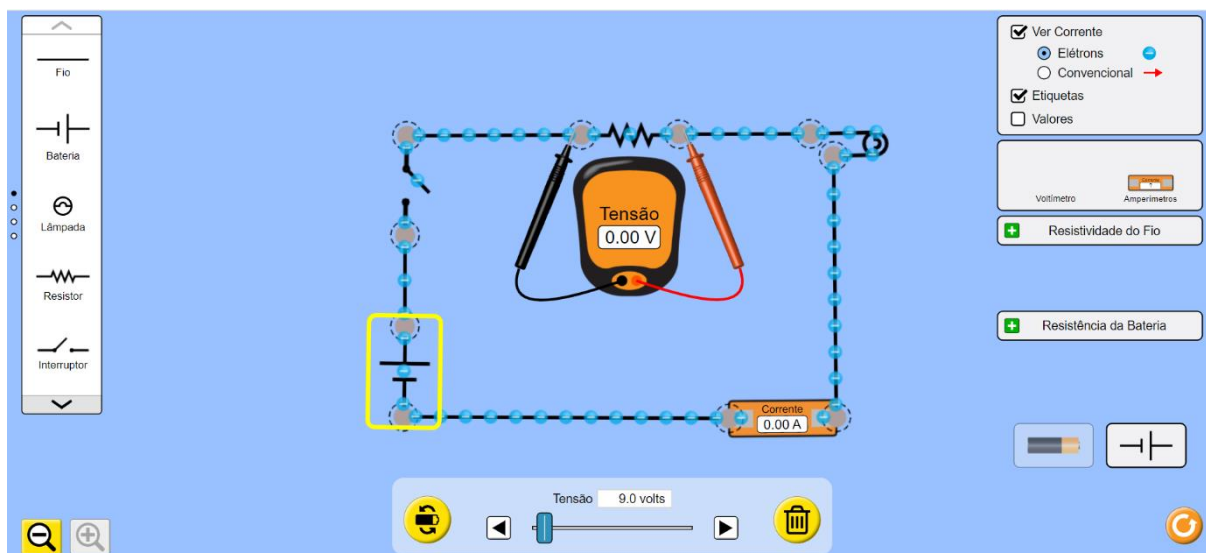 Fio
Bateria
Lâmpada
Resistor
Interruptor
Tensão
0.00 V
Corrente
0.00 A
Tensão 9.0 volts
Ver Corrente
Elétrons
Convencional
Etiquetas
Valores
Voltímetro
Corrente
?
Amperímetros
Resistividade do Fio
Resistência da Bateria